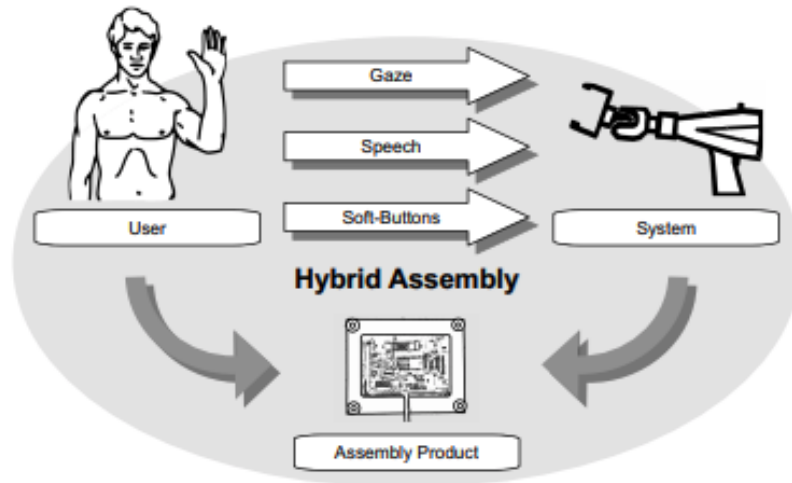 Gaze
Speech
Soft-Buttons
User
System
Hybrid Assembly
Assembly Product